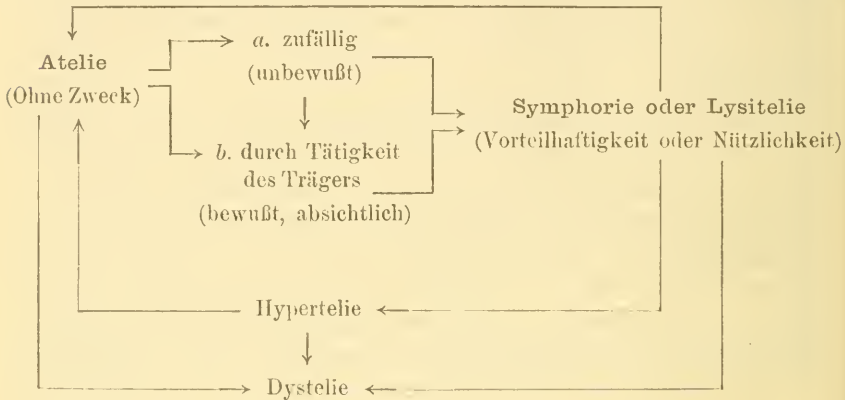 Atelie
(Ohne Zweck)
a. zufällig
(unbewußt)
b. durch Tätigkeit
des Trägers
(bewußt, absichtlich)
Symphorie oder Lysitelie
(Vorteilhaftigkeit oder Nützlichkeit)
Hypertelie
Dystelie